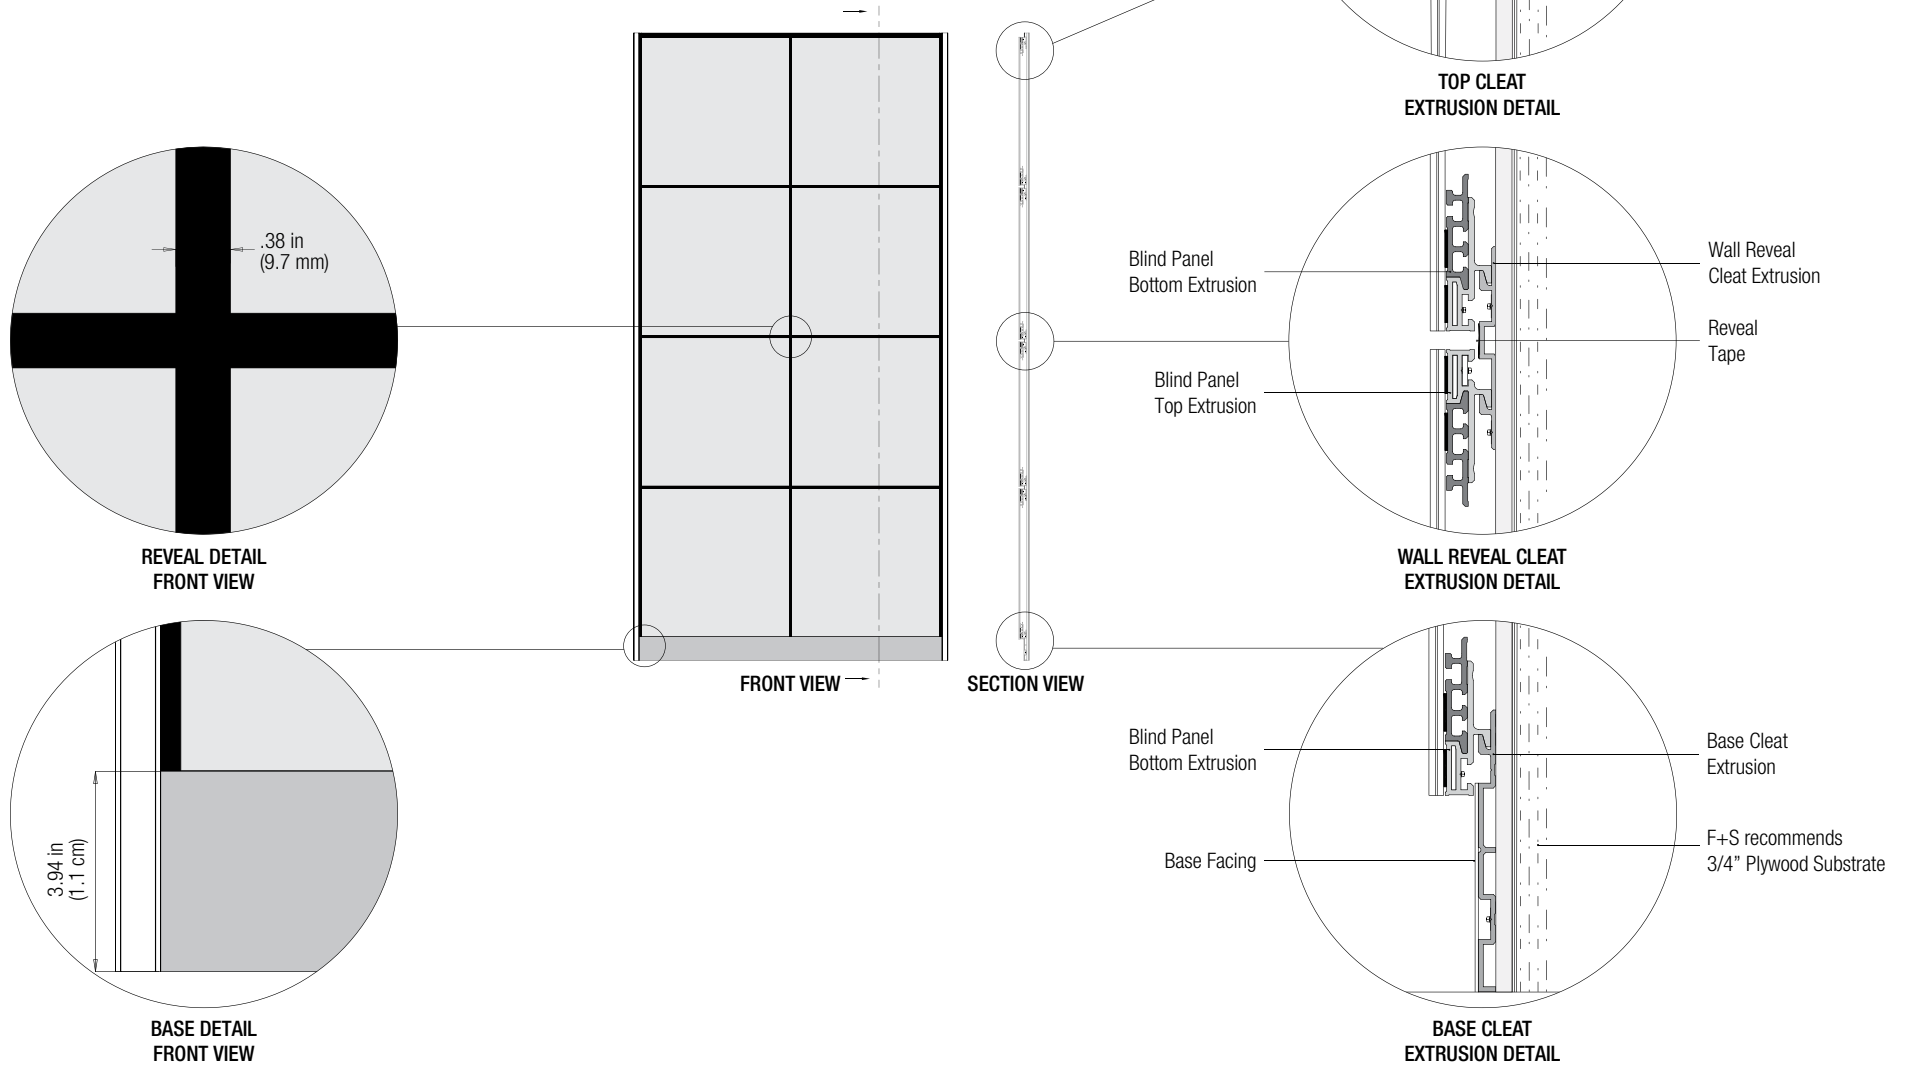 TOP CLEAT
EXTRUSION DETAIL
.38 in
(9.7 mm)
REVEAL DETAIL
FRONT VIEW
3.94 in
(1.1 cm)
BASE DETAIL
FRONT VIEW
FRONT VIEW
SECTION VIEW
Blind Panel
Bottom Extrusion
Blind Panel
Top Extrusion
Wall Reveal
Cleat Extrusion
Reveal
Tape
WALL REVEAL CLEAT
EXTRUSION DETAIL
Blind Panel
Bottom Extrusion
Base Facing
Base Cleat
Extrusion
F+S recommends
3/4” Plywood Substrate
BASE CLEAT
EXTRUSION DETAIL